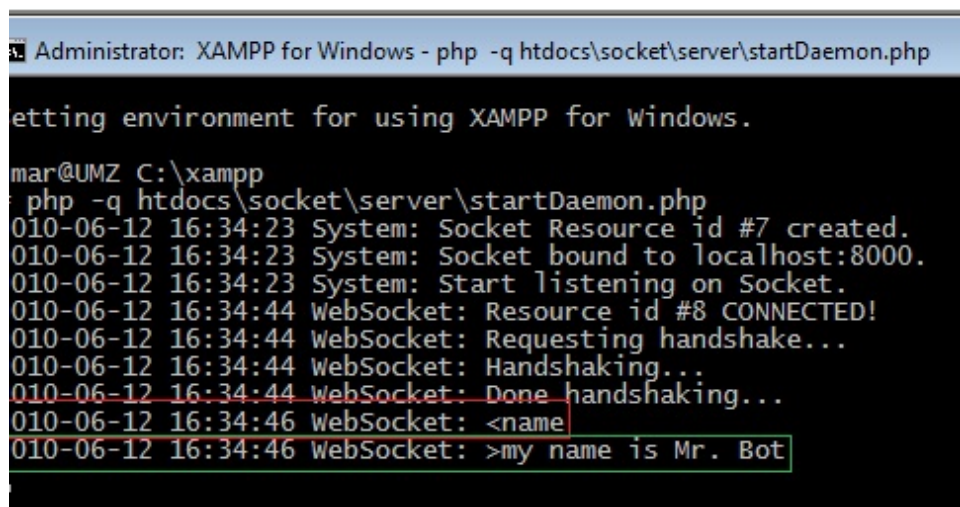 Administrator: XAMPP for Windows - php -q htdocs\socket\server\startDaemon.php
etting environment for using XAMPP for Windows.
mar@UMZ C:\xampp
php -q htdocs\socket\server\startDaemon.php
010-06-12 16:34:23 System: Socket Resource id #7 created.
010-06-12 16:34:23 System: Socket bound to localhost:8000.
010-06-12 16:34:23 System: Start listening on Socket.
010-06-12 16:34:44 WebSocket: Resource id #8 CONNECTED!
010-06-12 16:34:44 WebSocket: Requesting handshake...
010-06-12 16:34:44 WebSocket: Handshaking...
010-06-12 16:34:44 WebSocket: Done handshaking...
010-06-12 16:34:46 WebSocket: <name
010-06-12 16:34:46 WebSocket: >my name is Mr. Bot